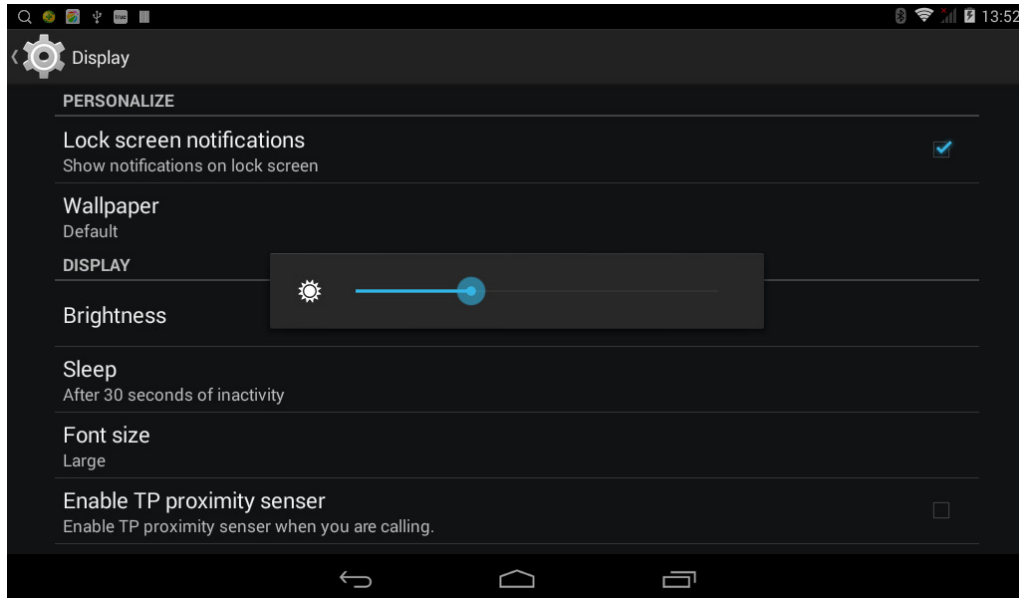 13:52
Display
PERSONALIZE
Lock screen notifications
Show notifications on lock screen
Wallpaper
Default
DISPLAY
Brightness
Sleep
After 30 seconds of inactivity
Font size
Large
Enable TP proximity senser
Enable TP proximity senser when you are calling.